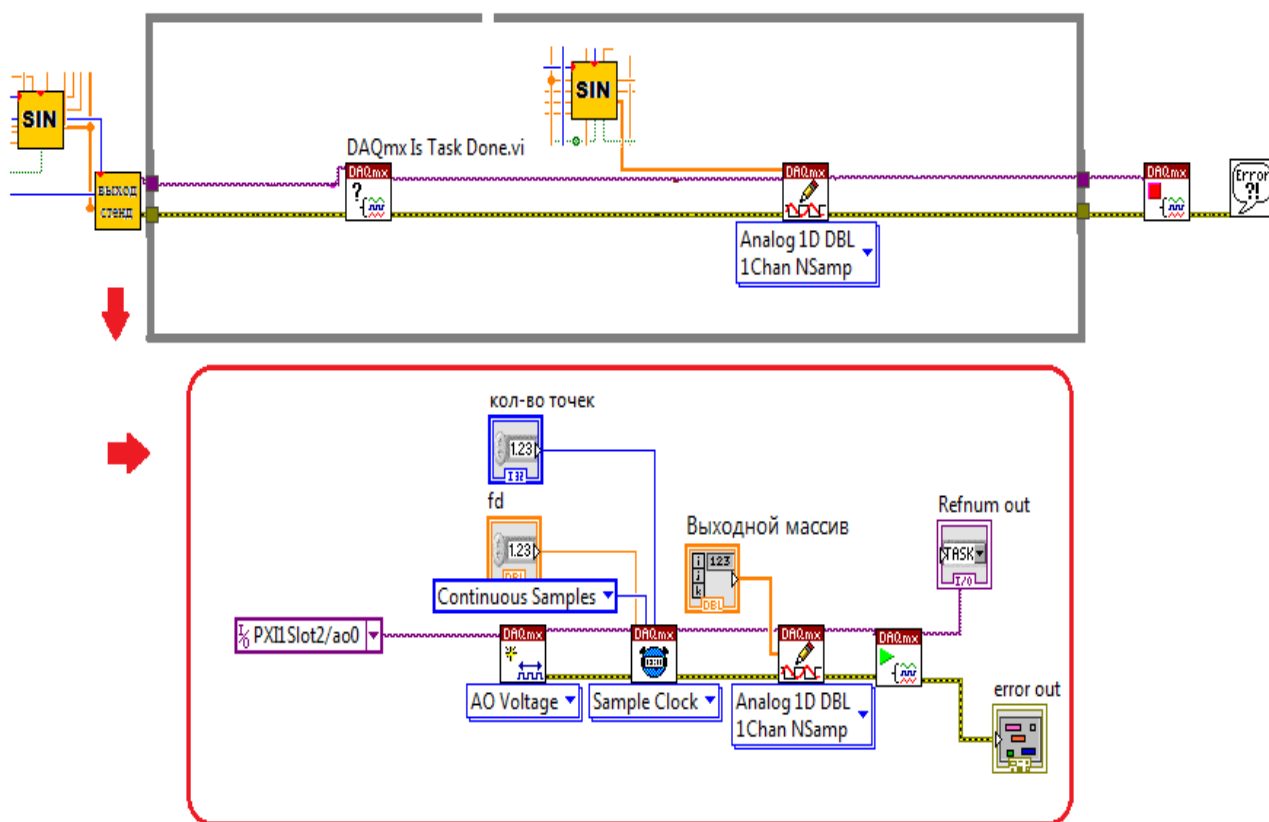 SIN
SIN
DAQmx Is Task Done.vi
DAQmx
?
DAQmx
DAQmx
Error
?!
выход
стенд
Analog 1D DBL
1Chan NSamp
кол-во точек
1.23
I32
fd
1.23
DBL
Выходной массив
i
j
k
123
DBL
Refnum out
TASK
I/O
Continuous Samples
I/O PXI1Slot2/ao0
DAQmx
DAQmx
DAQmx
DAQmx
AO Voltage
Sample Clock
Analog 1D DBL
1Chan NSamp
error out